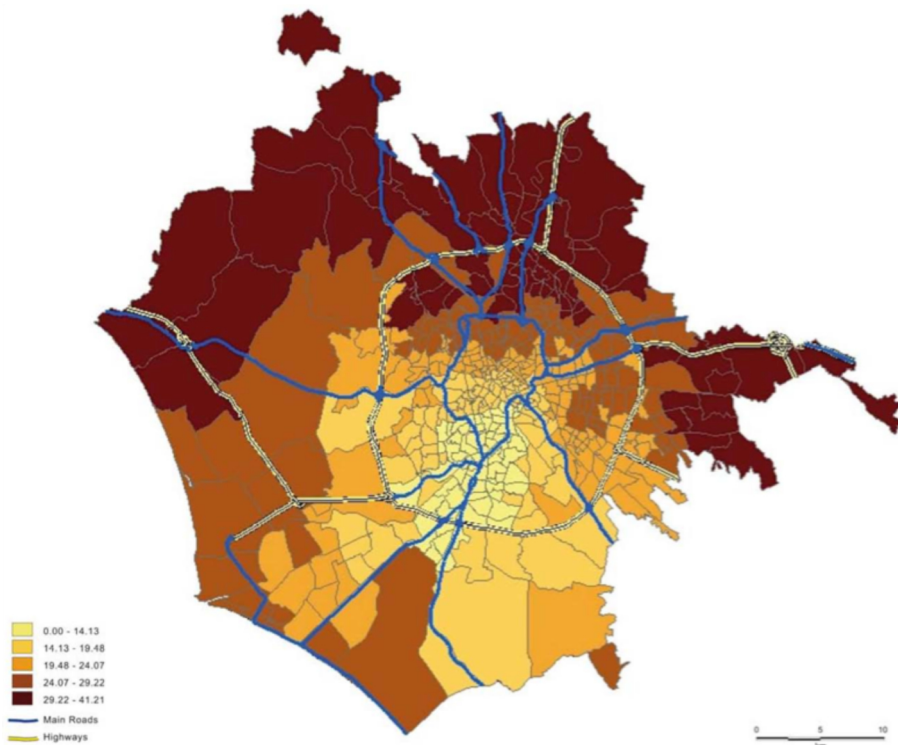 0.00 - 14.13
14.13 - 19.48
19.48 - 24.07
24.07 - 29.22
29.22 - 41.21
Main Roads
Highways
0 5 10
km